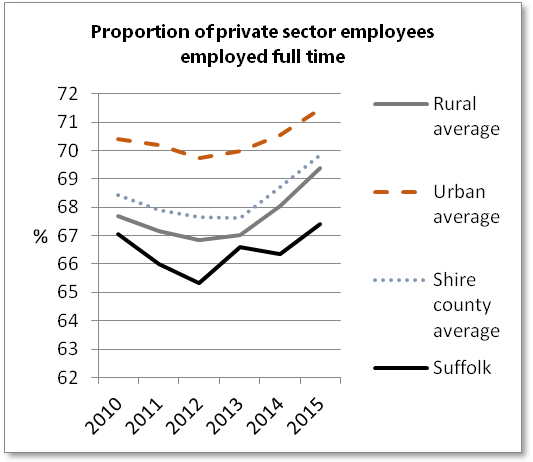 Proportion of private sector employees
employed full time
72
71
70
69
68
67
66
65
64
63
62
%
2010
2011
2012
2013
2014
2015
Rural
average
Urban
average
Shire
county
average
Suffolk